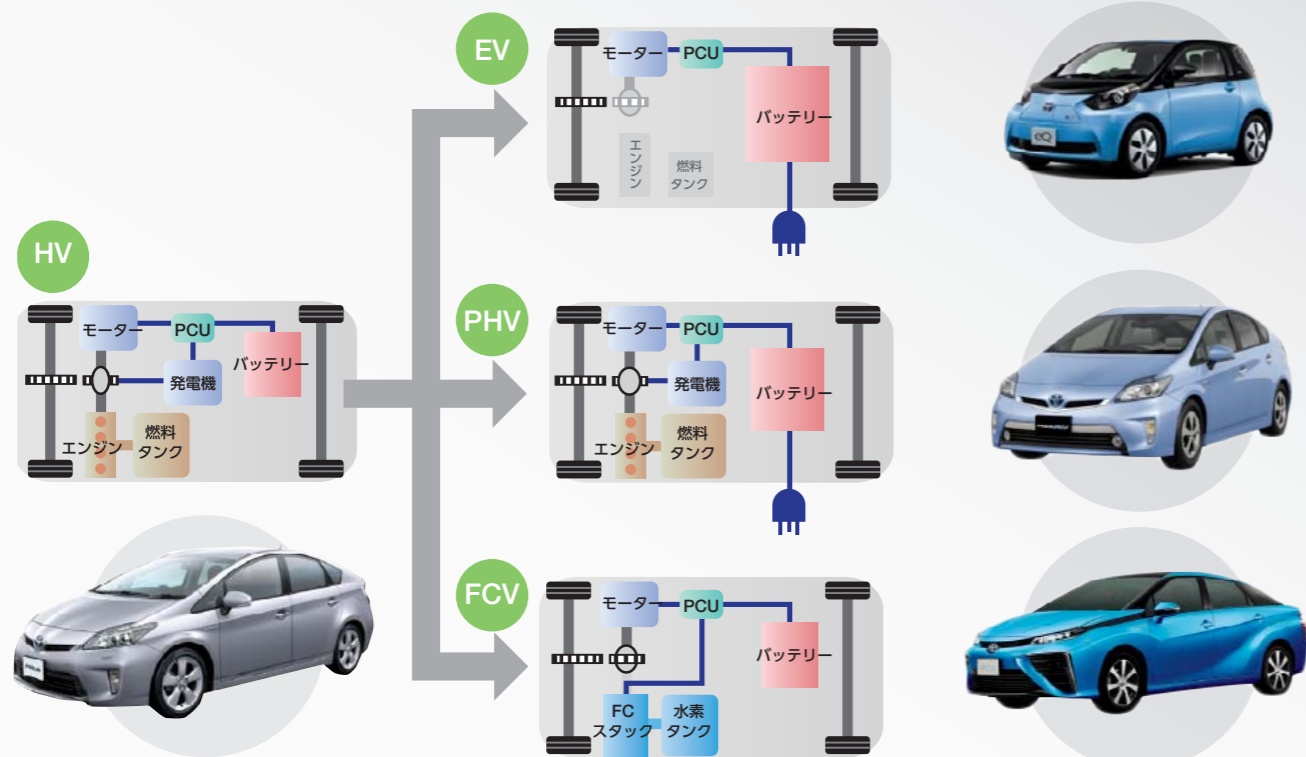 EV
モーター
PCU
バッテリー
エンジン
燃料
タンク
HV
モーター
PCU
バッテリー
発電機
エンジン
燃料
タンク
PHV
モーター
PCU
発電機
バッテリー
エンジン
燃料
タンク
FCV
モーター
PCU
バッテリー
FC
スタック
水素
タンク
eQ